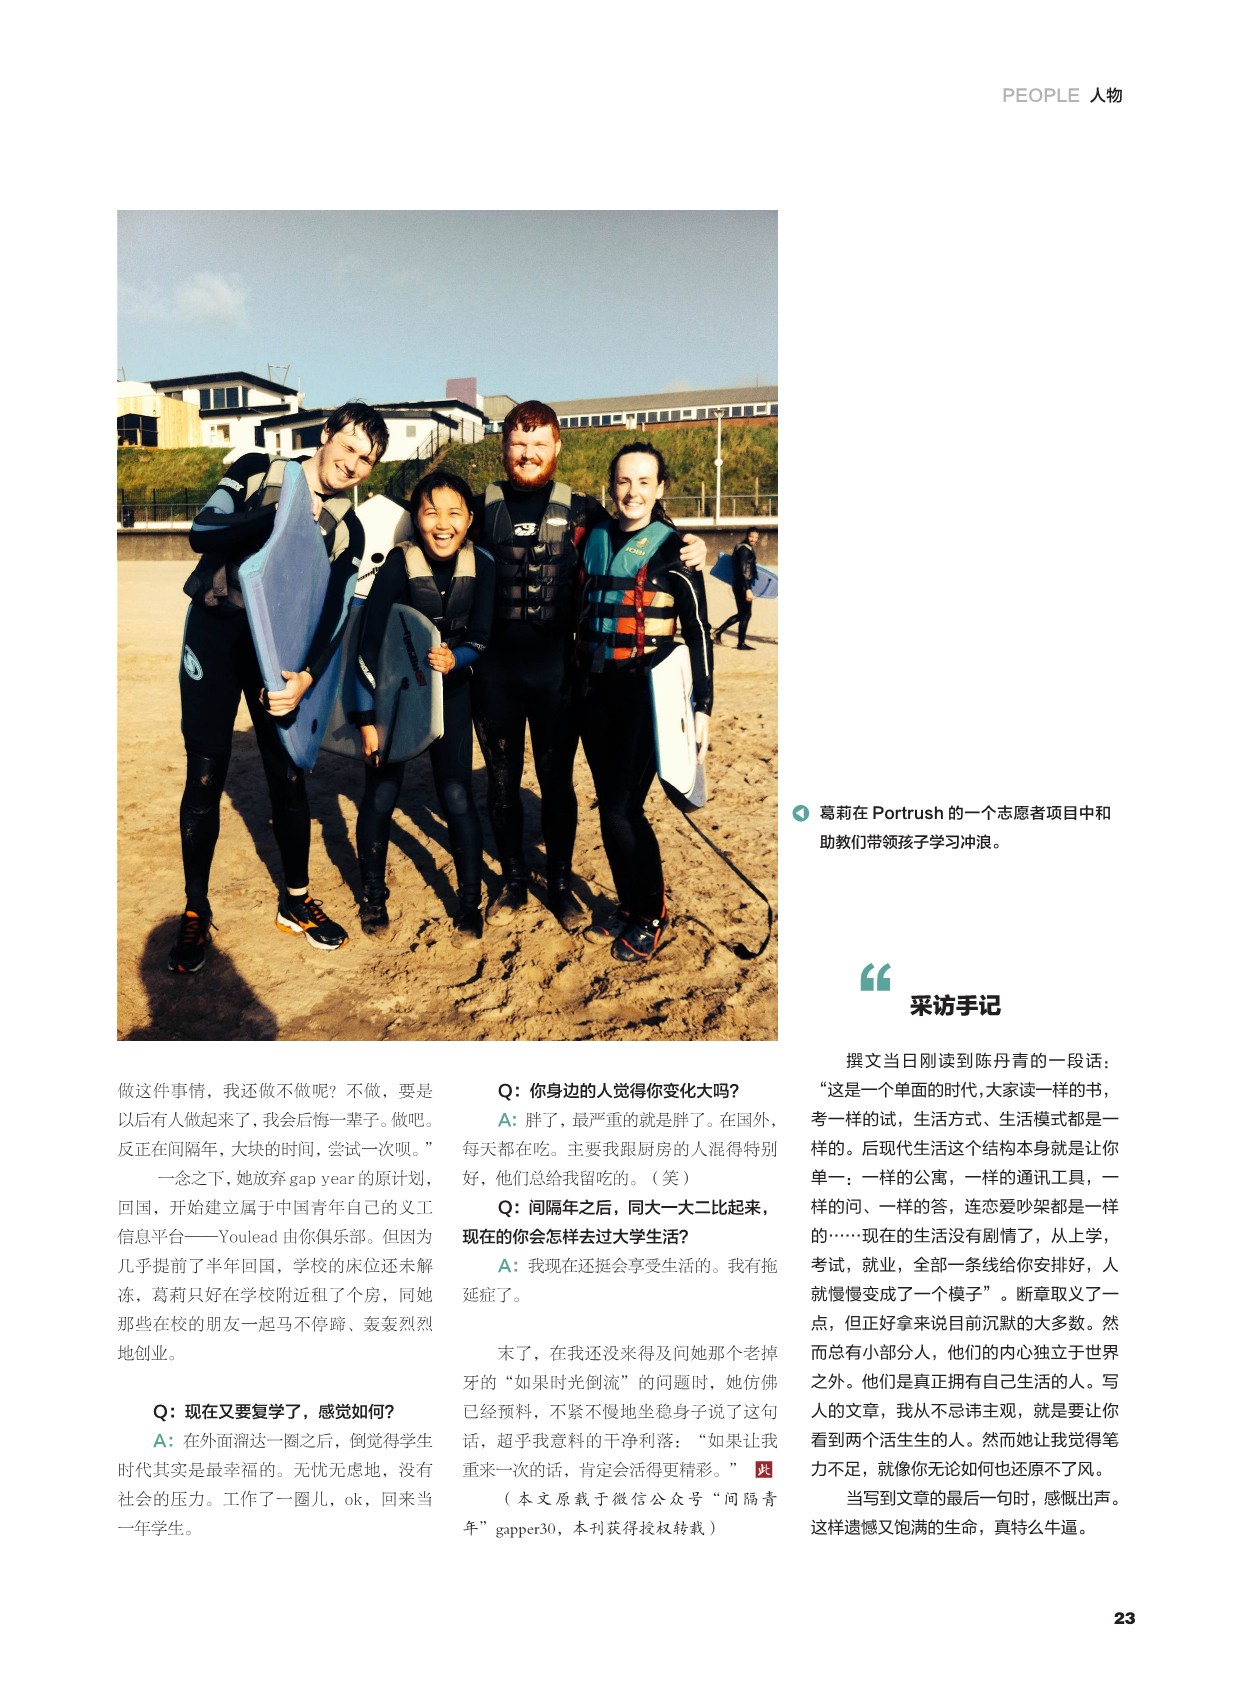 PEOPLE 人物
葛莉在 Portrush 的一个志愿者项目中和
助教们带领孩子学习冲浪。
做这件事情，我还做不做呢？不做，要是
以后有人做起来了，我会后悔一辈子。做吧。
反正在间隔年，大块的时间，尝试一次呗。”
一念之下，她放弃 gap year 的原计划，
回国，开始建立属于中国青年自己的义工
信息平台——Youlead 由你俱乐部。但因为
几乎提前了半年回国，学校的床位还未解
冻，葛莉只好在学校附近租了个房，同她
那些在校的朋友一起马不停蹄、轰轰烈烈
地创业。
Q：现在又要复学了，感觉如何？
A：在外面溜达一圈之后，倒觉得学生
时代其实是最幸福的。无忧无虑地，没有
社会的压力。工作了一圈儿，ok，回来当
一年学生。
Q：你身边的人觉得你变化大吗？
A：胖了，最严重的就是胖了。在国外，
每天都在吃。主要我跟厨房的人混得特别
好，他们总给我留吃的。（笑）
Q：间隔年之后，同大一大二比起来，
现在的你会怎样去过大学生活？
A：我现在还挺会享受生活的。我有拖
延症了。
末了，在我还没来得及问她那个老掉
牙的“如果时光倒流”的问题时，她仿佛
已经预料，不紧不慢地坐稳身子说了这句
话，超乎我意料的干净利落：“如果让我
重来一次的话，肯定会活得更精彩。” 此
（本文原载于微信公众号“间隔青
年”gapper30，本刊获得授权转载）
“
采访手记
撰文当日刚读到陈丹青的一段话：
“这是一个单面的时代，大家读一样的书，
考一样的试，生活方式、生活模式都是一
样的。后现代生活这个结构本身就是让你
单一：一样的公寓，一样的通讯工具，一
样的问、一样的答，连恋爱吵架都是一样
的……现在的生活没有剧情了，从上学，
考试，就业，全部一条线给你安排好，人
就慢慢变成了一个模子”。断章取义了一
点，但正好拿来说目前沉默的大多数。然
而总有小部分人，他们的内心独立于世界
之外。他们是真正拥有自己生活的人。写
人的文章，我从不忌讳主观，就是要让你
看到两个活生生的人。然而她让我觉得笔
力不足，就像你无论如何也还原不了风。
当写到文章的最后一句时，感慨出声。
这样遗憾又饱满的生命，真特么牛逼。
23